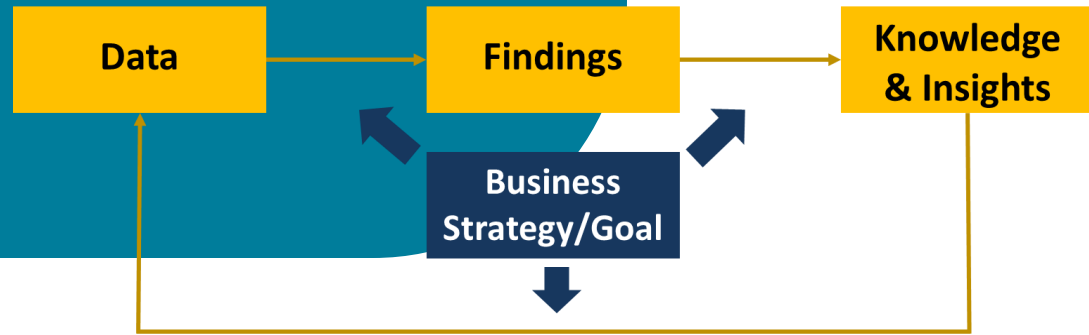 Data
Findings
Knowledge
& Insights
Business
Strategy/Goal